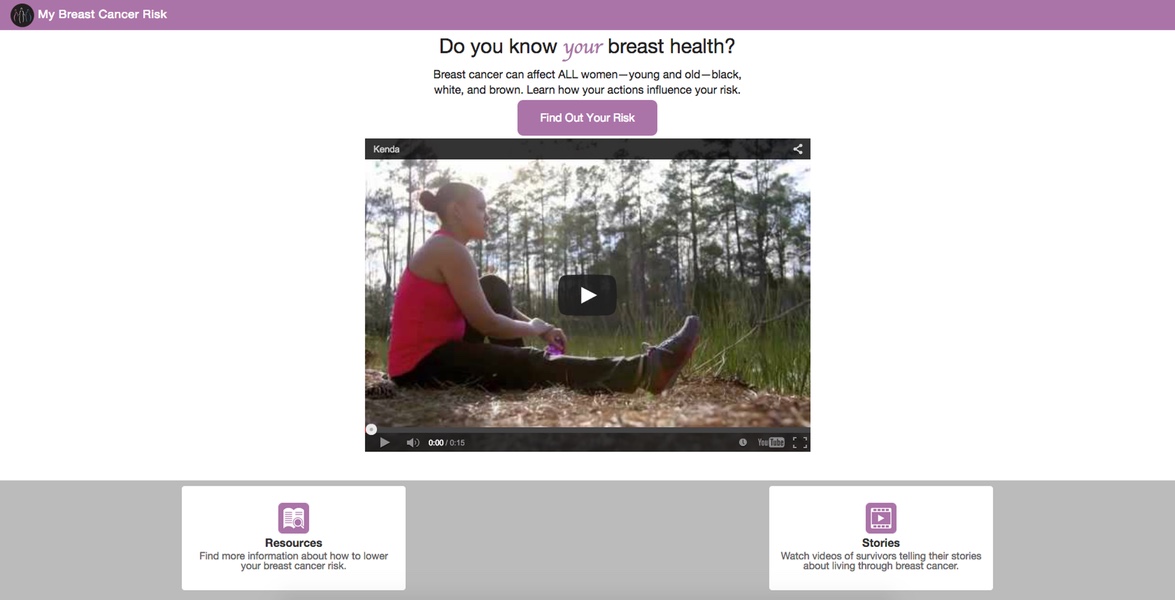 My Breast Cancer Risk
Do you know your breast health?
Breast cancer can affect ALL women—young and old—black,
white, and brown. Learn how your actions influence your risk.
Find Out Your Risk
Kenda
0:00 / 0:15
YouTube
Resources
Find more information about how to lower
your breast cancer risk.
Stories
Watch videos of survivors telling their stories
about living through breast cancer.